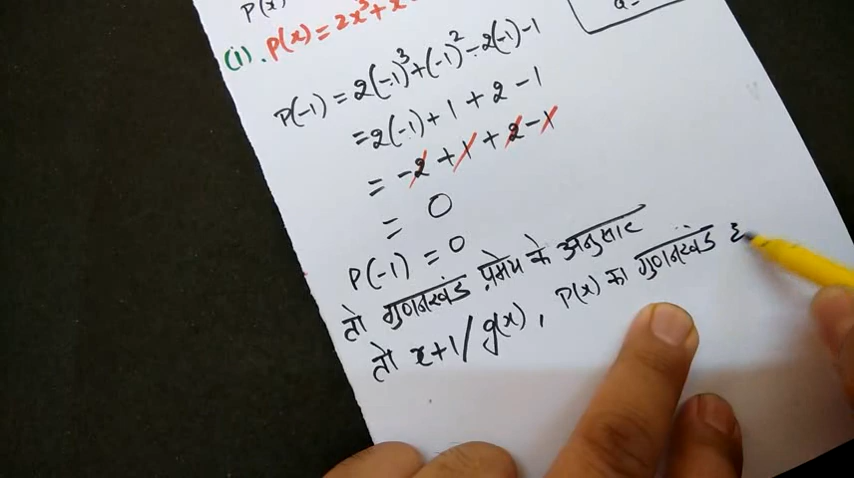 P(x)
(i). P(x) = 2x³ + x
P(-1) = 2(-1)³ + (-1)² - 2(-1) - 1
= 2(-1) + 1 + 2 - 1
= -2 + 1 + 2 - 1
= 0
P(-1) = 0
तो गुणनखंड प्रमेय के अनुसार
तो x+1/g(x), P(x) का गुणनखंड